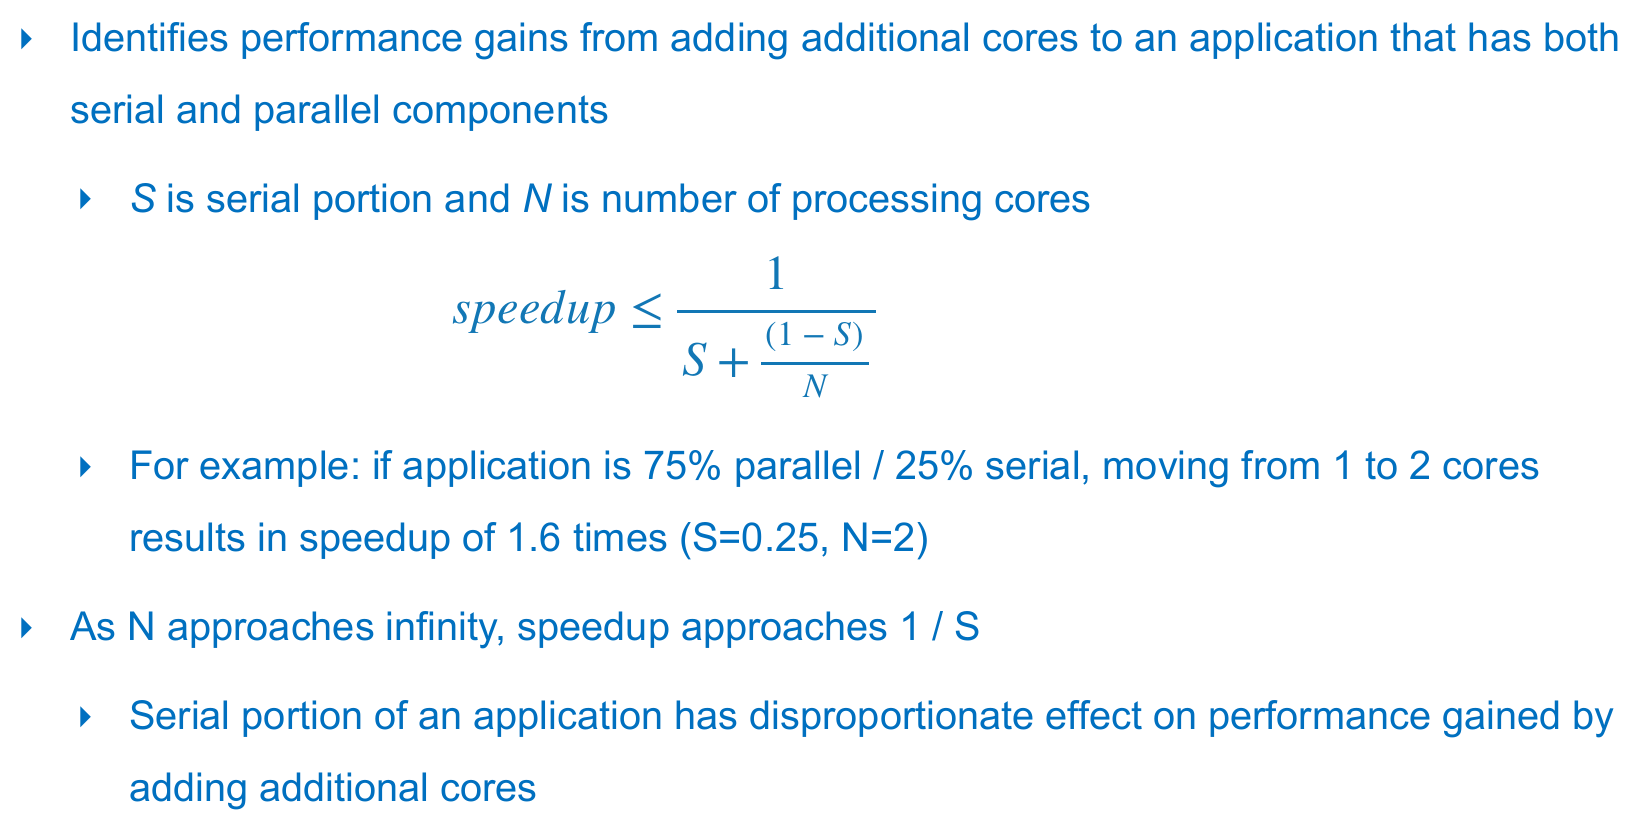 ‣ Identifies performance gains from adding additional cores to an application that has both
serial and parallel components
‣ S is serial portion and N is number of processing cores
speedup ≤ 1 / (S + (1 − S) / N)
‣ For example: if application is 75% parallel / 25% serial, moving from 1 to 2 cores
results in speedup of 1.6 times (S=0.25, N=2)
‣ As N approaches infinity, speedup approaches 1 / S
‣ Serial portion of an application has disproportionate effect on performance gained by
adding additional cores